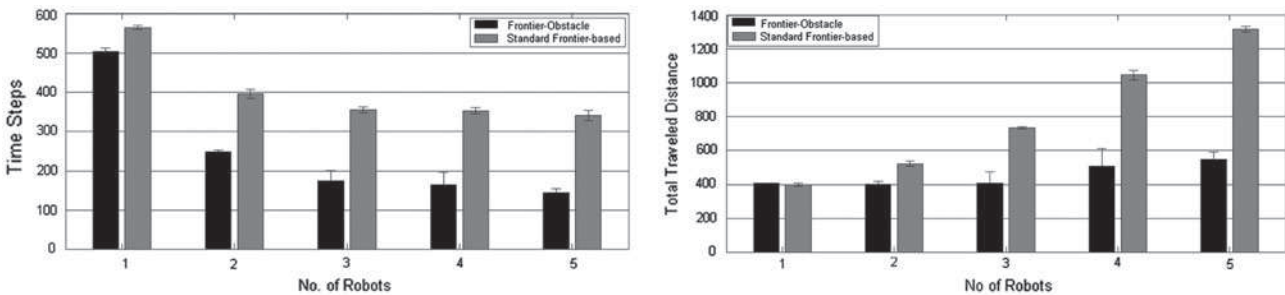 600
500
400
300
200
100
0
Time Steps
Frontier-Obstacle
Standard Frontier-based
1 2 3 4 5
No. of Robots
1400
1200
1000
800
600
400
200
0
Total Traveled Distance
Frontier-Obstacle
Standard Frontier-based
1 2 3 4 5
No of Robots